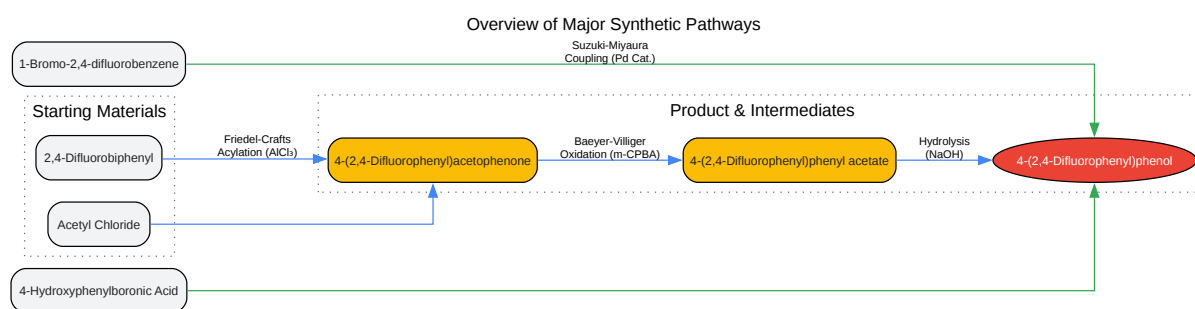 Overview of Major Synthetic Pathways
1-Bromo-2,4-difluorobenzene
Suzuki-Miyaura
Coupling (Pd Cat.)
Starting Materials
Product & Intermediates
2,4-Difluorobiphenyl
Friedel-Crafts
Acylation (AlCl₃)
4-(2,4-Difluorophenyl)acetophenone
Baeyer-Villiger
Oxidation (m-CPBA)
4-(2,4-Difluorophenyl)phenyl acetate
Hydrolysis
(NaOH)
4-(2,4-Difluorophenyl)phenol
Acetyl Chloride
4-Hydroxyphenylboronic Acid